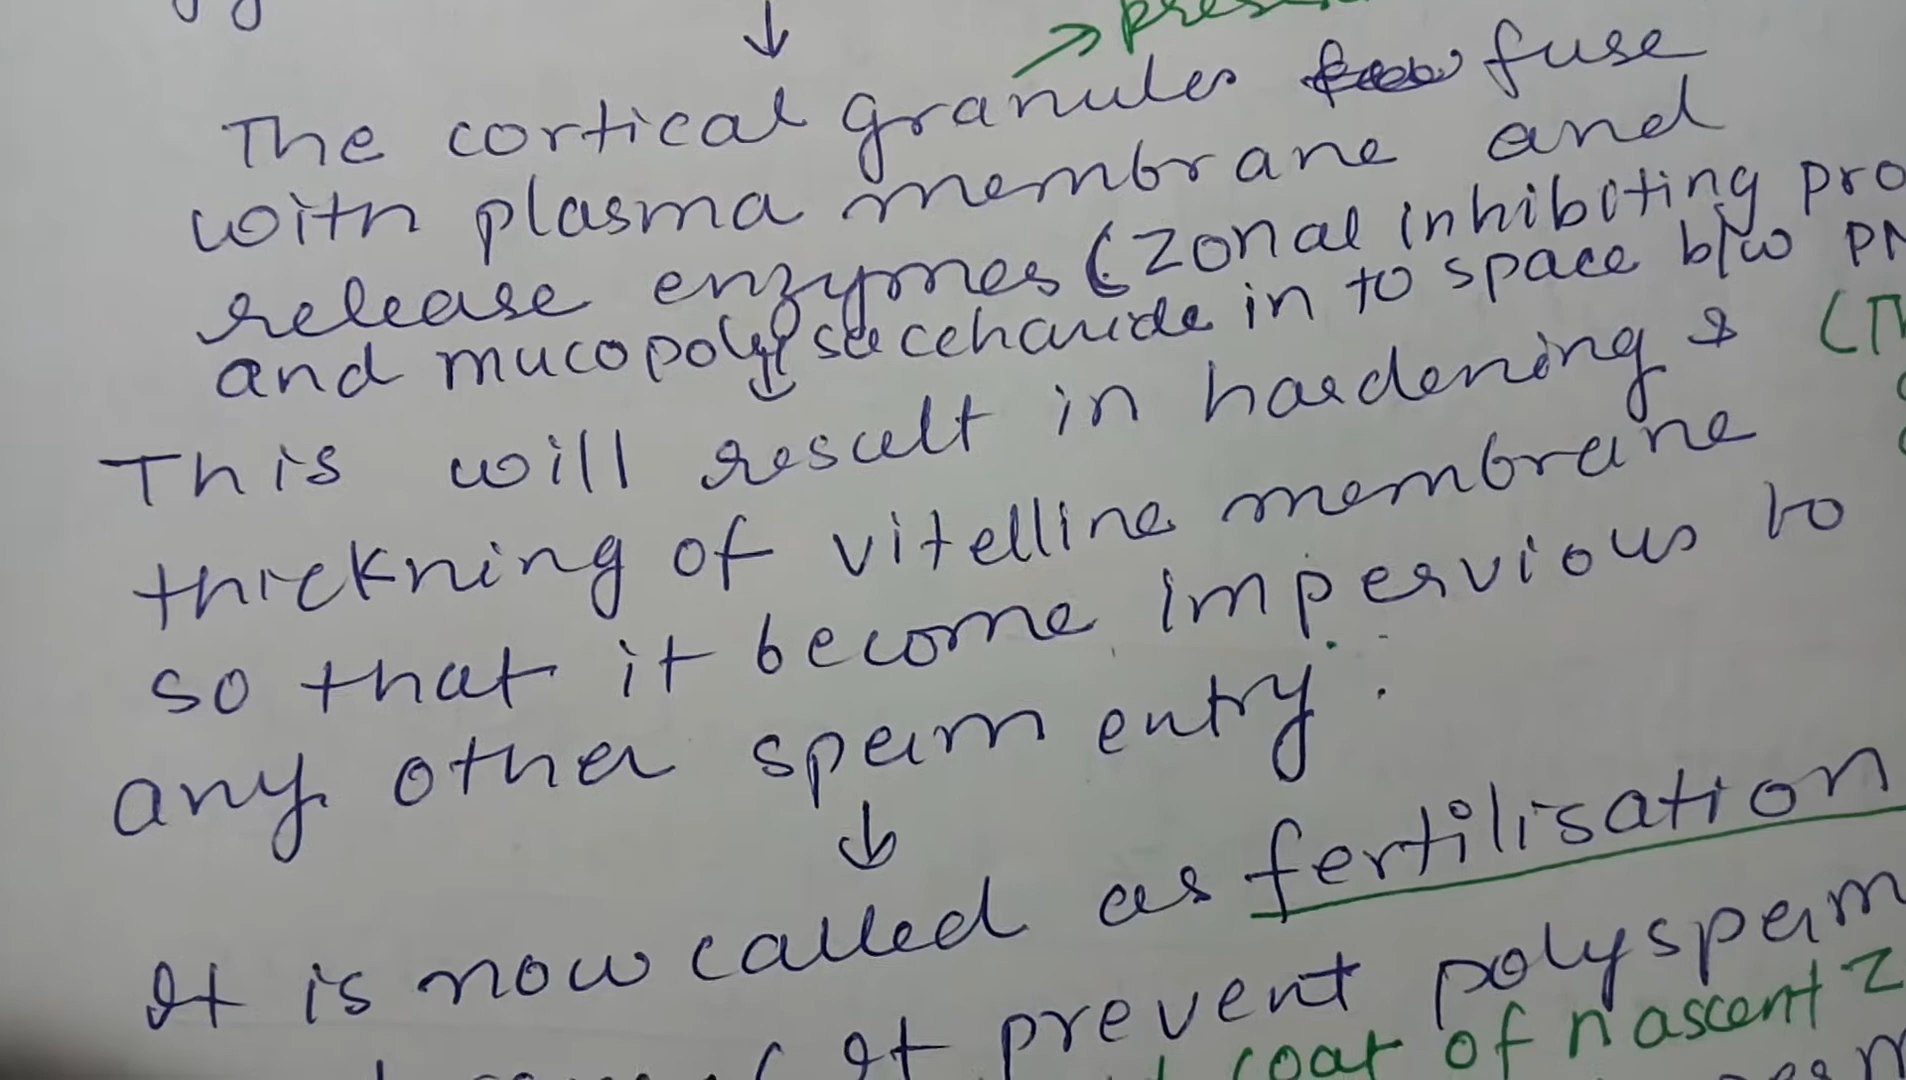 The cortical granules fuse
with plasma membrane and
release enzymes (zonal inhibiting pro
and mucopolysaccharide in to space b/w PM
This will result in hardening &
thickning of vitelline membrane
so that it become impervious to
any other sperm entry.
It is now called as fertilisation
It prevent polysperm
coat of nascent Z